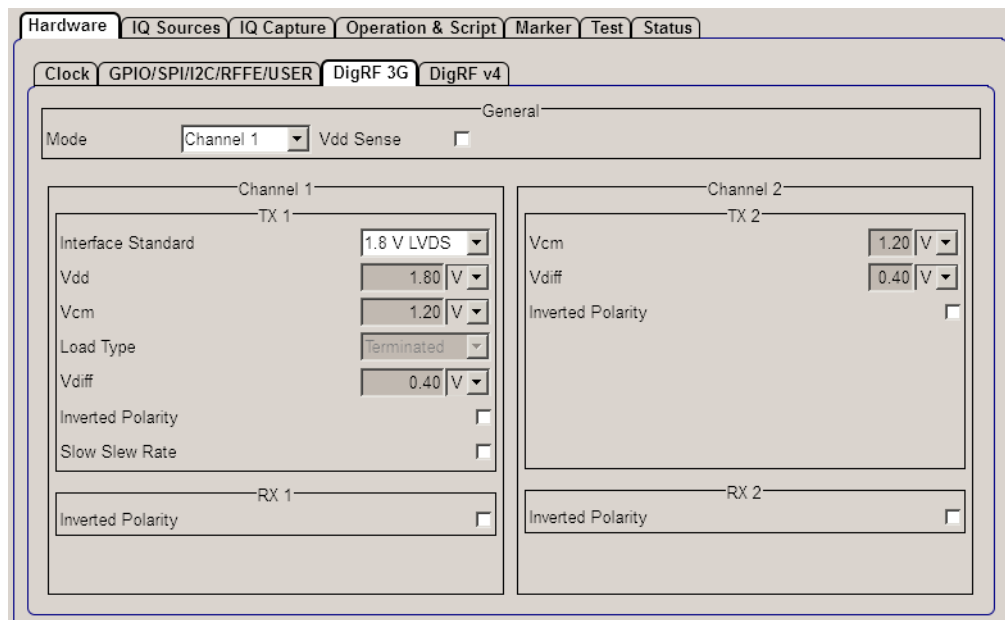 Hardware IQ Sources IQ Capture Operation & Script Marker Test Status
Clock GPIO/SPI/I2C/RFFE/USER DigRF 3G DigRF v4
General
Mode Channel 1 Vdd Sense
Channel 1
TX 1
Interface Standard 1.8 V LVDS
Vdd 1.80 V
Vcm 1.20 V
Load Type Terminated
Vdiff 0.40 V
Inverted Polarity
Slow Slew Rate
RX 1
Inverted Polarity
Channel 2
TX 2
Vcm 1.20 V
Vdiff 0.40 V
Inverted Polarity
RX 2
Inverted Polarity